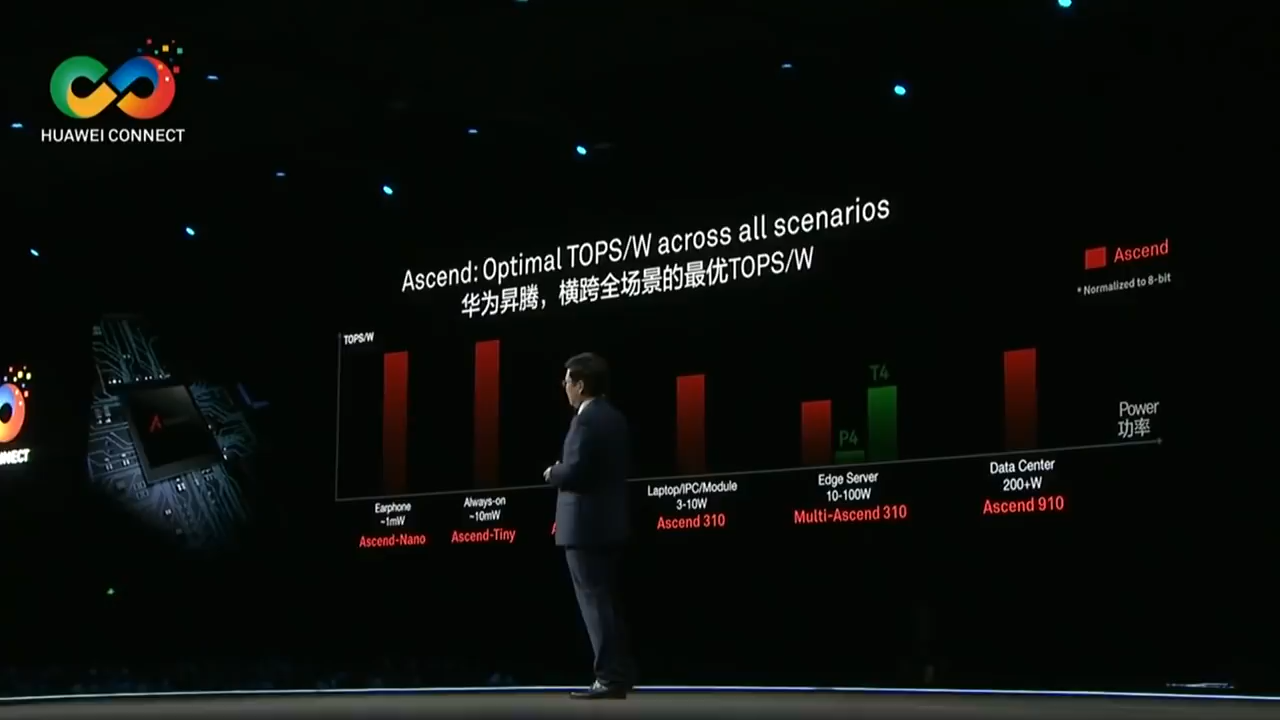 HUAWEI CONNECT
Ascend: Optimal TOPS/W across all scenarios
华为昇腾，横跨全场景的最优TOPS/W
Ascend
* Normalized to 8-bit
TOPS/W
T4
P4
Power
功率
Earphone
~1mW
Ascend-Nano
Always-on
~10mW
Ascend-Tiny
Laptop/IPC/Module
3-10W
Ascend 310
Edge Server
10-100W
Multi-Ascend 310
Data Center
200+W
Ascend 910